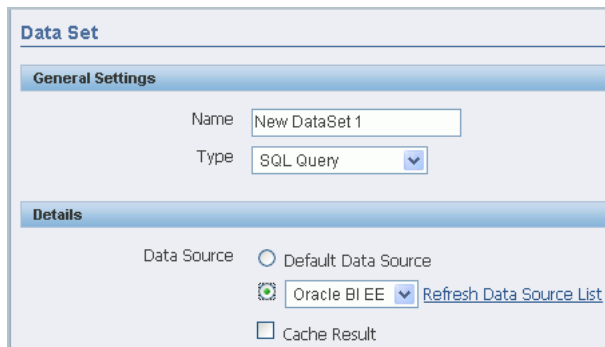 Data Set
General Settings
Name New DataSet 1
Type SQL Query
Details
Data Source Default Data Source
Oracle BI EE Refresh Data Source List
Cache Result